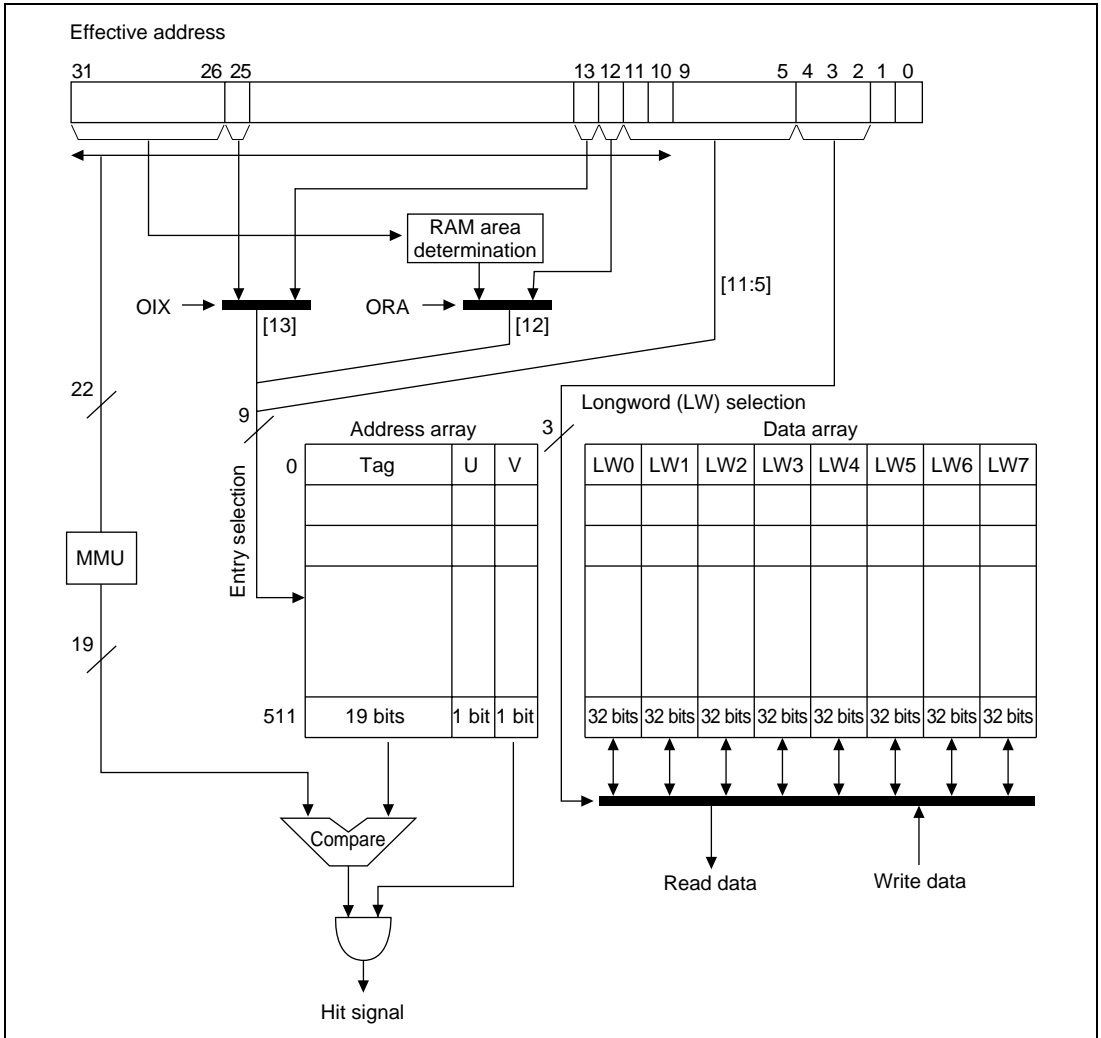 Effective address
31 26 25 13 12 11 10 9 5 4 3 2 1 0
RAM area
determination
OIX
[13]
ORA
[12]
[11:5]
22
9
Longword (LW) selection
3
Address array
Data array
0
Tag U V
LW0 LW1 LW2 LW3 LW4 LW5 LW6 LW7
Entry selection
MMU
19
511
19 bits 1 bit 1 bit
32 bits 32 bits 32 bits 32 bits 32 bits 32 bits 32 bits 32 bits
Compare
Read data
Write data
Hit signal